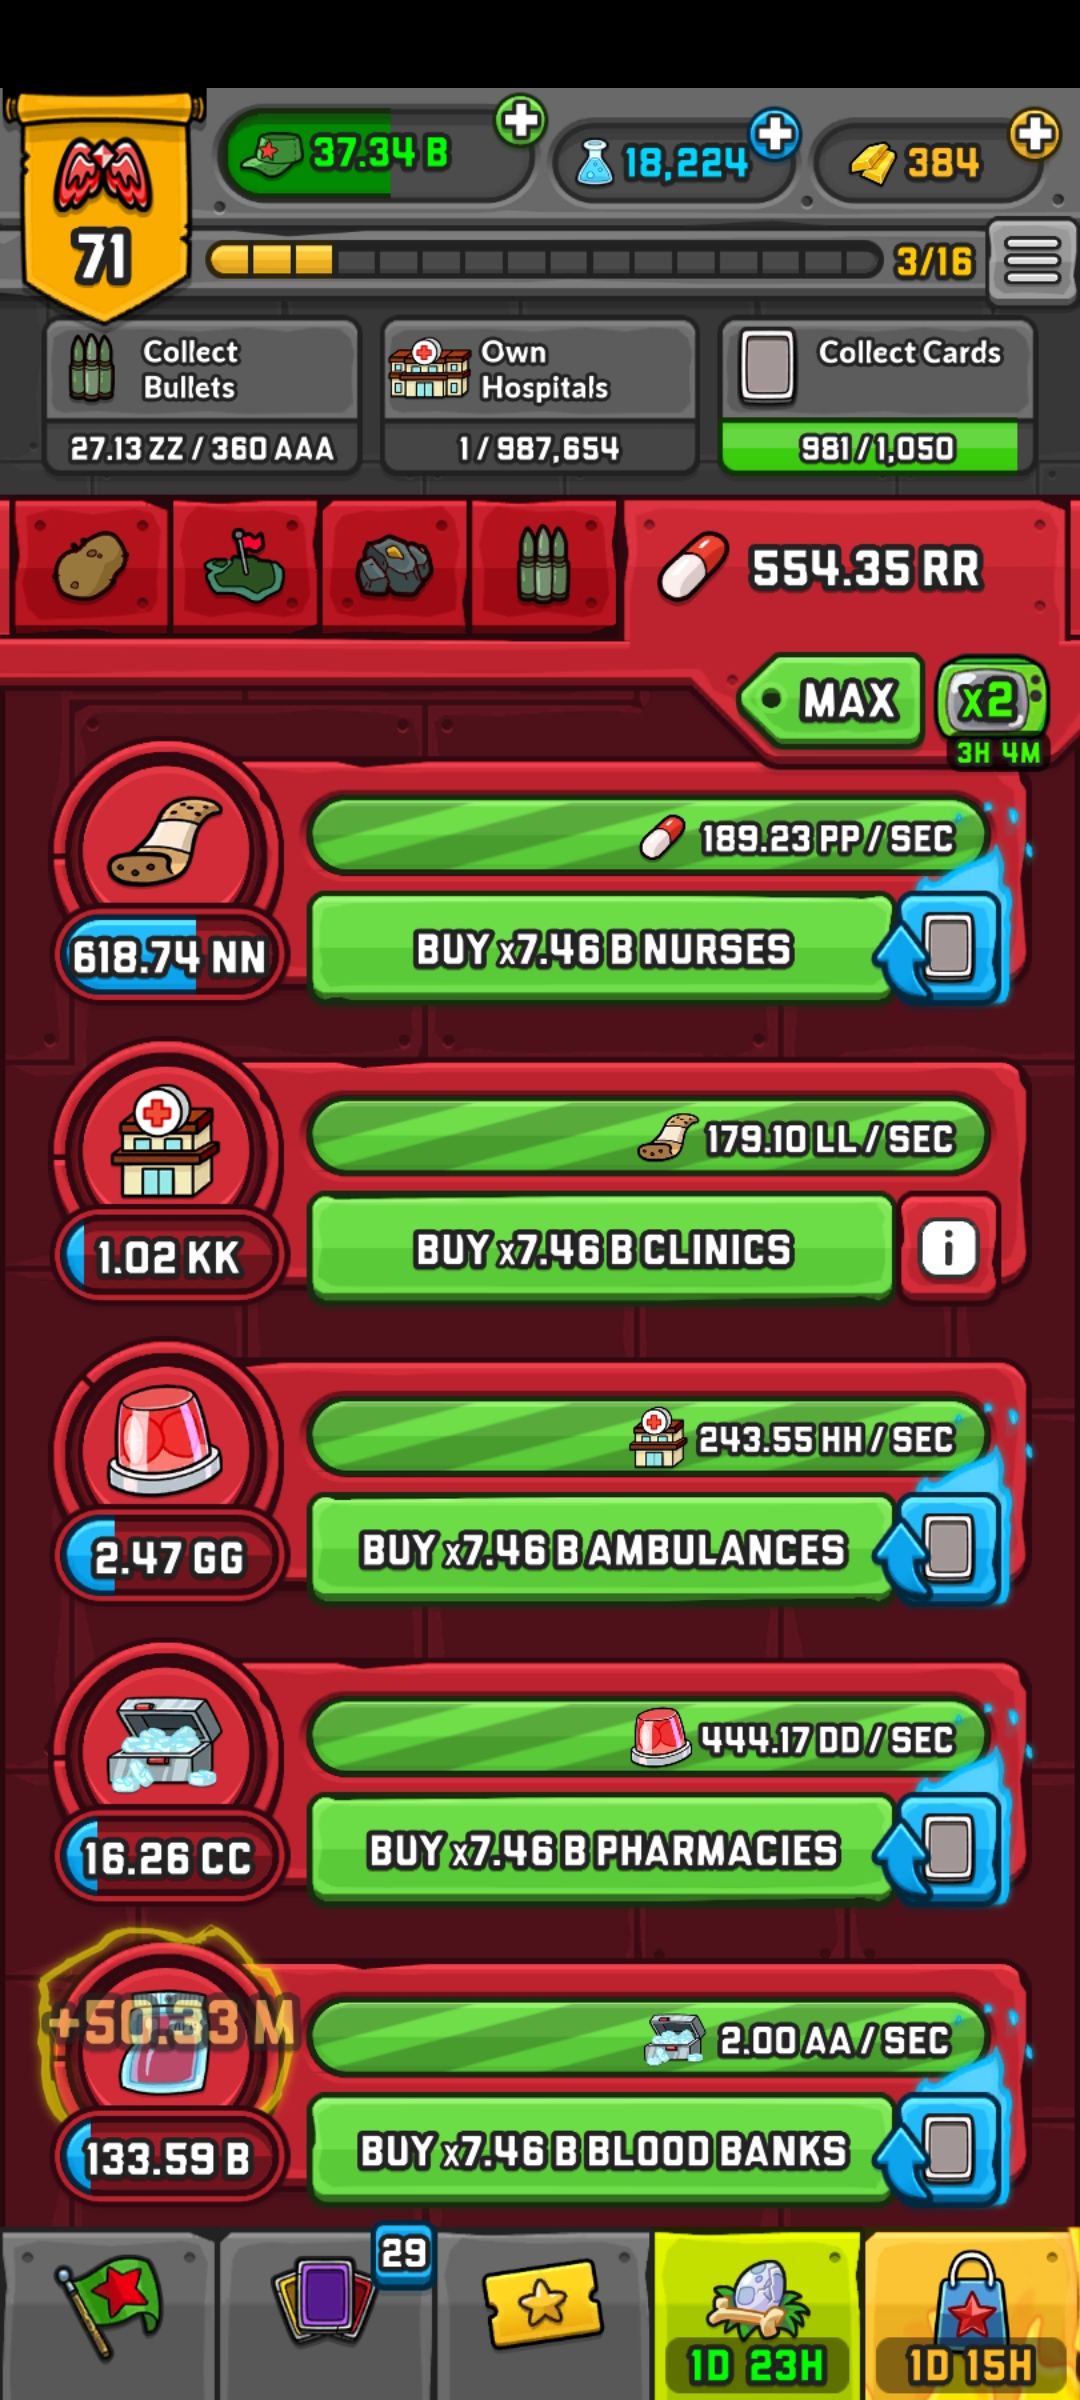 37.34 B
18,224
384
71
3/16
Collect Bullets
27.13 ZZ / 360 AAA
Own Hospitals
1 / 987,654
Collect Cards
981 / 1,050
554.35 RR
MAX
x2
3H 4M
189.23 PP / SEC
618.74 NN
BUY x7.46 B NURSES
179.10 LL / SEC
1.02 KK
BUY x7.46 B CLINICS
i
243.55 HH / SEC
2.47 GG
BUY x7.46 B AMBULANCES
444.17 DD / SEC
16.26 CC
BUY x7.46 B PHARMACIES
+50.33 M
2.00 AA / SEC
133.59 B
BUY x7.46 B BLOOD BANKS
29
1D 23H
1D 15H